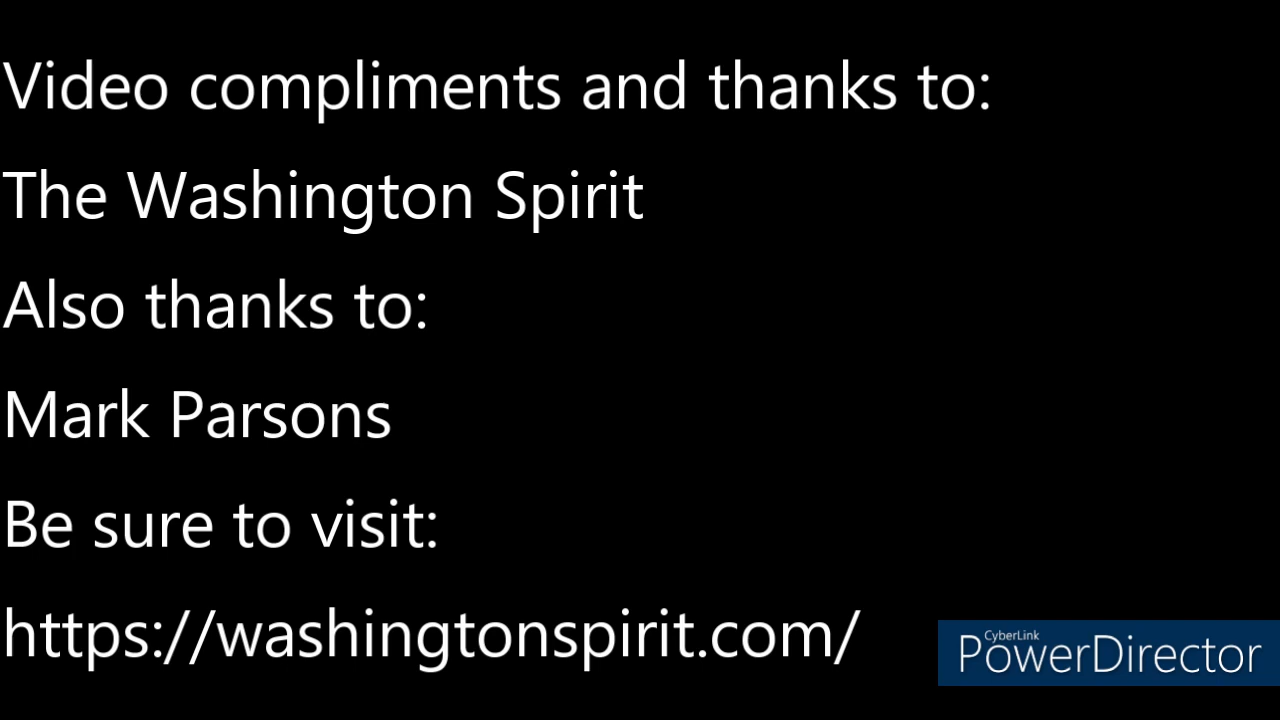 Video compliments and thanks to:
The Washington Spirit
Also thanks to:
Mark Parsons
Be sure to visit:
https://washingtonspirit.com/
CyberLink
PowerDirector